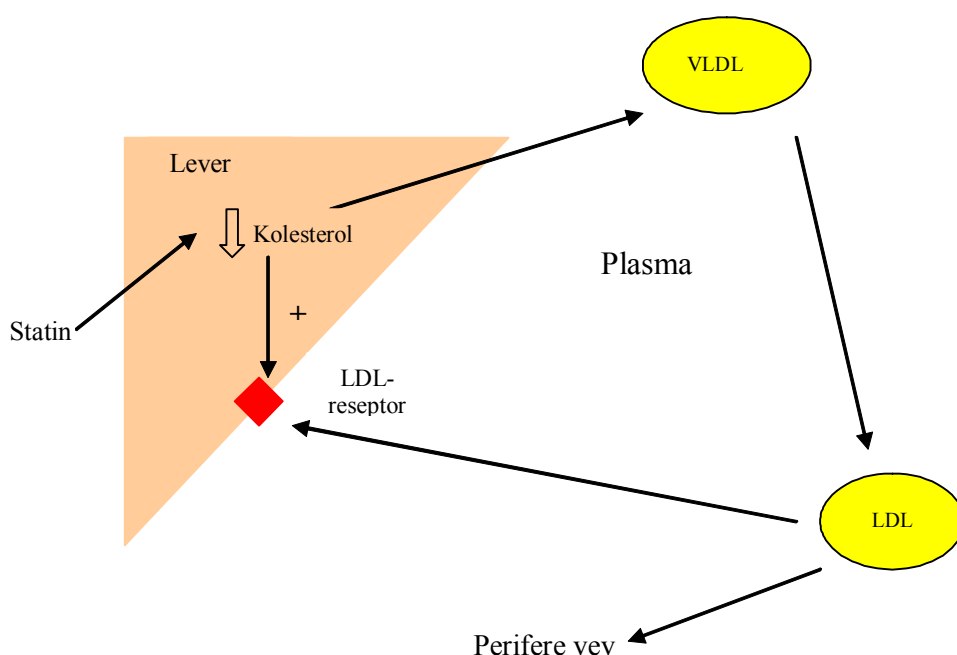 VLDL
Lever
Kolesterol
Plasma
+
Statin
LDL-
reseptor
LDL
Perifere vev